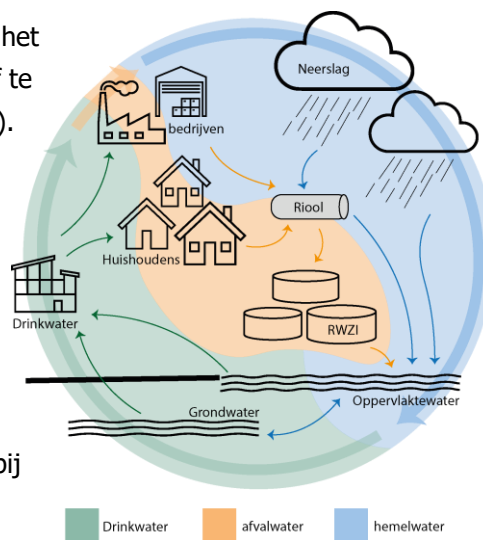 het
Neerslag
te
).
bedrijven
Riool
Huishoudens
RWZI
Drinkwater
Oppervlaktewater
Grondwater
bij
Drinkwater afvalwater hemelwater